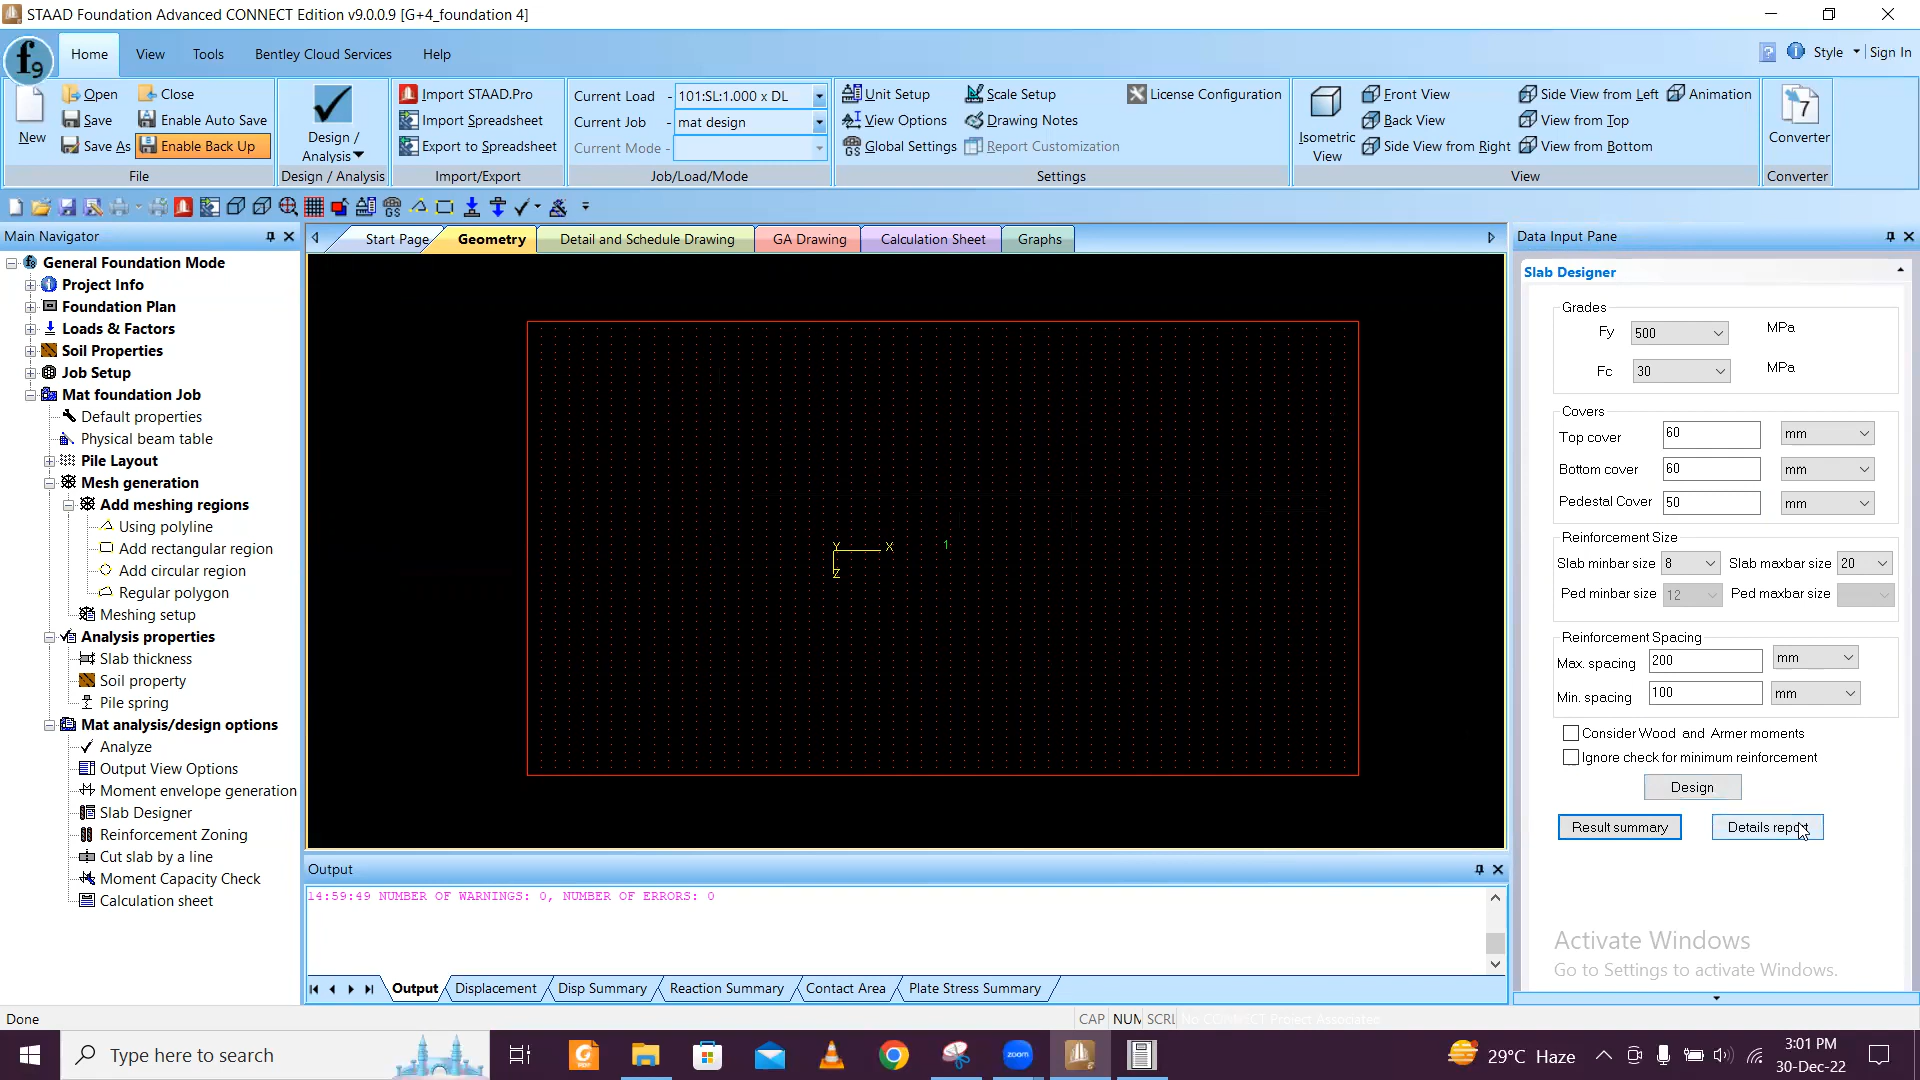 STAAD Foundation Advanced CONNECT Edition v9.0.0.9 [G+4_foundation 4]
Home View Tools Bentley Cloud Services Help
Style Sign In
New
Open
Save
Save As
Close
Enable Auto Save
Enable Back Up
File
Design /
Analysis
Design / Analysis
Import STAAD.Pro
Import Spreadsheet
Export to Spreadsheet
Import/Export
Current Load - 101:SL:1.000 x DL
Current Job - mat design
Current Mode -
Job/Load/Mode
Unit Setup
View Options
Global Settings
Scale Setup
Drawing Notes
Report Customization
License Configuration
Settings
Isometric
View
Front View
Back View
Side View from Right
Side View from Left
View from Top
View from Bottom
Animation
View
Converter
Converter
Main Navigator
General Foundation Mode
Project Info
Foundation Plan
Loads & Factors
Soil Properties
Job Setup
Mat foundation Job
Default properties
Physical beam table
Pile Layout
Mesh generation
Add meshing regions
Using polyline
Add rectangular region
Add circular region
Regular polygon
Meshing setup
Analysis properties
Slab thickness
Soil property
Pile spring
Mat analysis/design options
Analyze
Output View Options
Moment envelope generation
Slab Designer
Reinforcement Zoning
Cut slab by a line
Moment Capacity Check
Calculation sheet
Start Page Geometry Detail and Schedule Drawing GA Drawing Calculation Sheet Graphs
Y X
Z
1
Output
14:59:49 NUMBER OF WARNINGS: 0, NUMBER OF ERRORS: 0
Output Displacement Disp Summary Reaction Summary Contact Area Plate Stress Summary
Data Input Pane
Slab Designer
Grades
Fy 500 MPa
Fc 30 MPa
Covers
Top cover 60 mm
Bottom cover 60 mm
Pedestal Cover 50 mm
Reinforcement Size
Slab minbar size 8 Slab maxbar size 20
Ped minbar size 12 Ped maxbar size
Reinforcement Spacing
Max. spacing 200 mm
Min. spacing 100 mm
Consider Wood and Armer moments
Ignore check for minimum reinforcement
Design
Result summary Details report
Activate Windows
Go to Settings to activate Windows.
Done
CAP NUM SCRL No CONNECT Project Associated
Type here to search
zoom
29°C Haze
3:01 PM
30-Dec-22